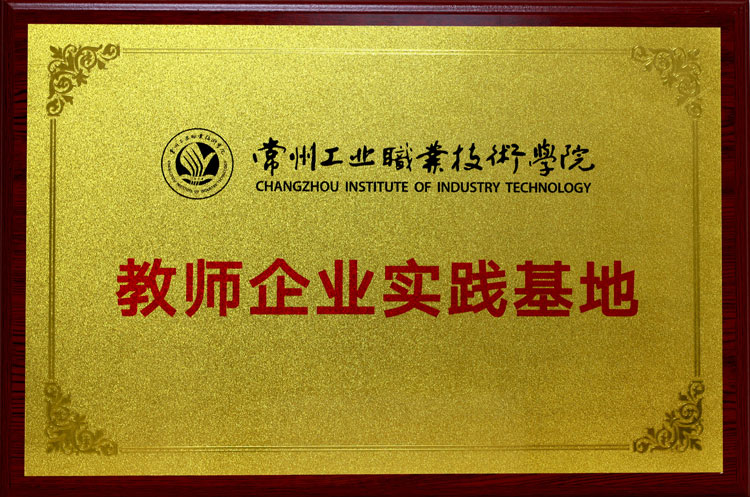 常州工业職業技術學院
CHANGZHOU INSTITUTE OF INDUSTRY TECHNOLOGY
教师企业实践基地